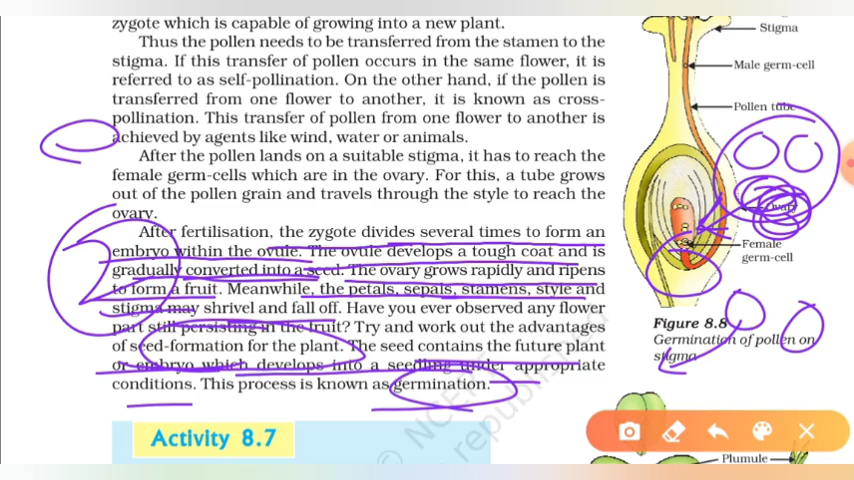 zygote which is capable of growing into a new plant.
Thus the pollen needs to be transferred from the stamen to the
stigma. If this transfer of pollen occurs in the same flower, it is
referred to as self-pollination. On the other hand, if the pollen is
transferred from one flower to another, it is known as cross-
pollination. This transfer of pollen from one flower to another is
achieved by agents like wind, water or animals.
After the pollen lands on a suitable stigma, it has to reach the
female germ-cells which are in the ovary. For this, a tube grows
out of the pollen grain and travels through the style to reach the
ovary.
After fertilisation, the zygote divides several times to form an
embryo within the ovule. The ovule develops a tough coat and is
gradually converted into a seed. The ovary grows rapidly and ripens
to form a fruit. Meanwhile, the petals, sepals, stamens, style and
stigma may shrivel and fall off. Have you ever observed any flower
part still persisting in the fruit? Try and work out the advantages
of seed-formation for the plant. The seed contains the future plant
or embryo which develops into a seedling under appropriate
conditions. This process is known as germination.
Activity 8.7
Stigma
Male germ-cell
Pollen tube
Ovary
Female
germ-cell
Figure 8.8
Germination of pollen on
stigma
Plumule
2
© NCERT
republished